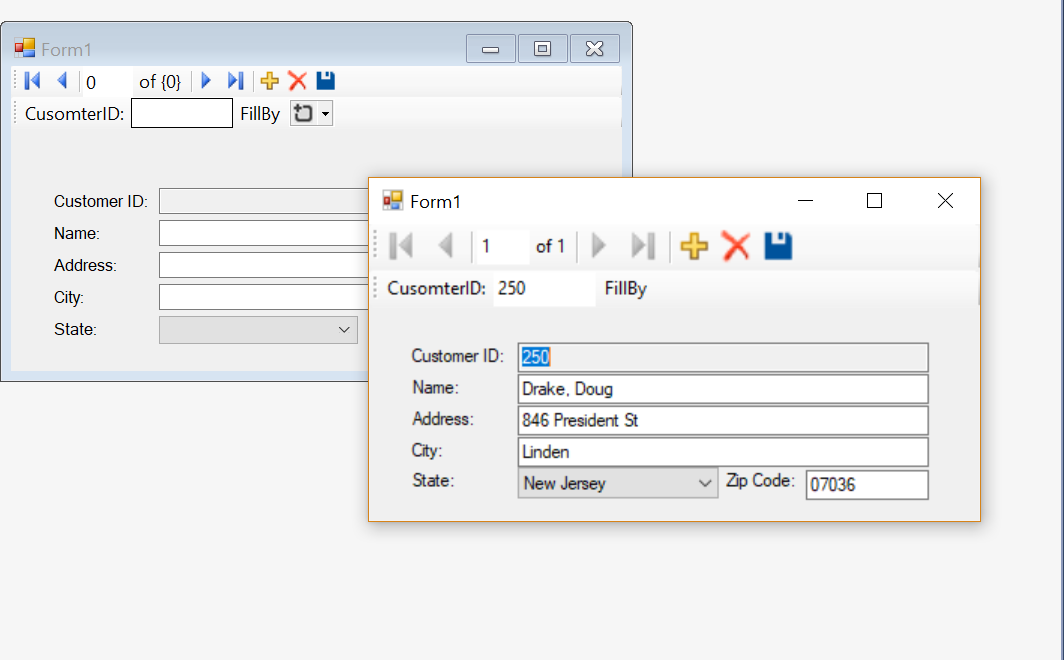 Form1
0 of {0}
CusomterID: FillBy
Customer ID:
Name:
Address:
City:
State:
Form1
1 of 1
CusomterID: 250 FillBy
Customer ID: 250
Name: Drake, Doug
Address: 846 President St
City: Linden
State: New Jersey Zip Code: 07036